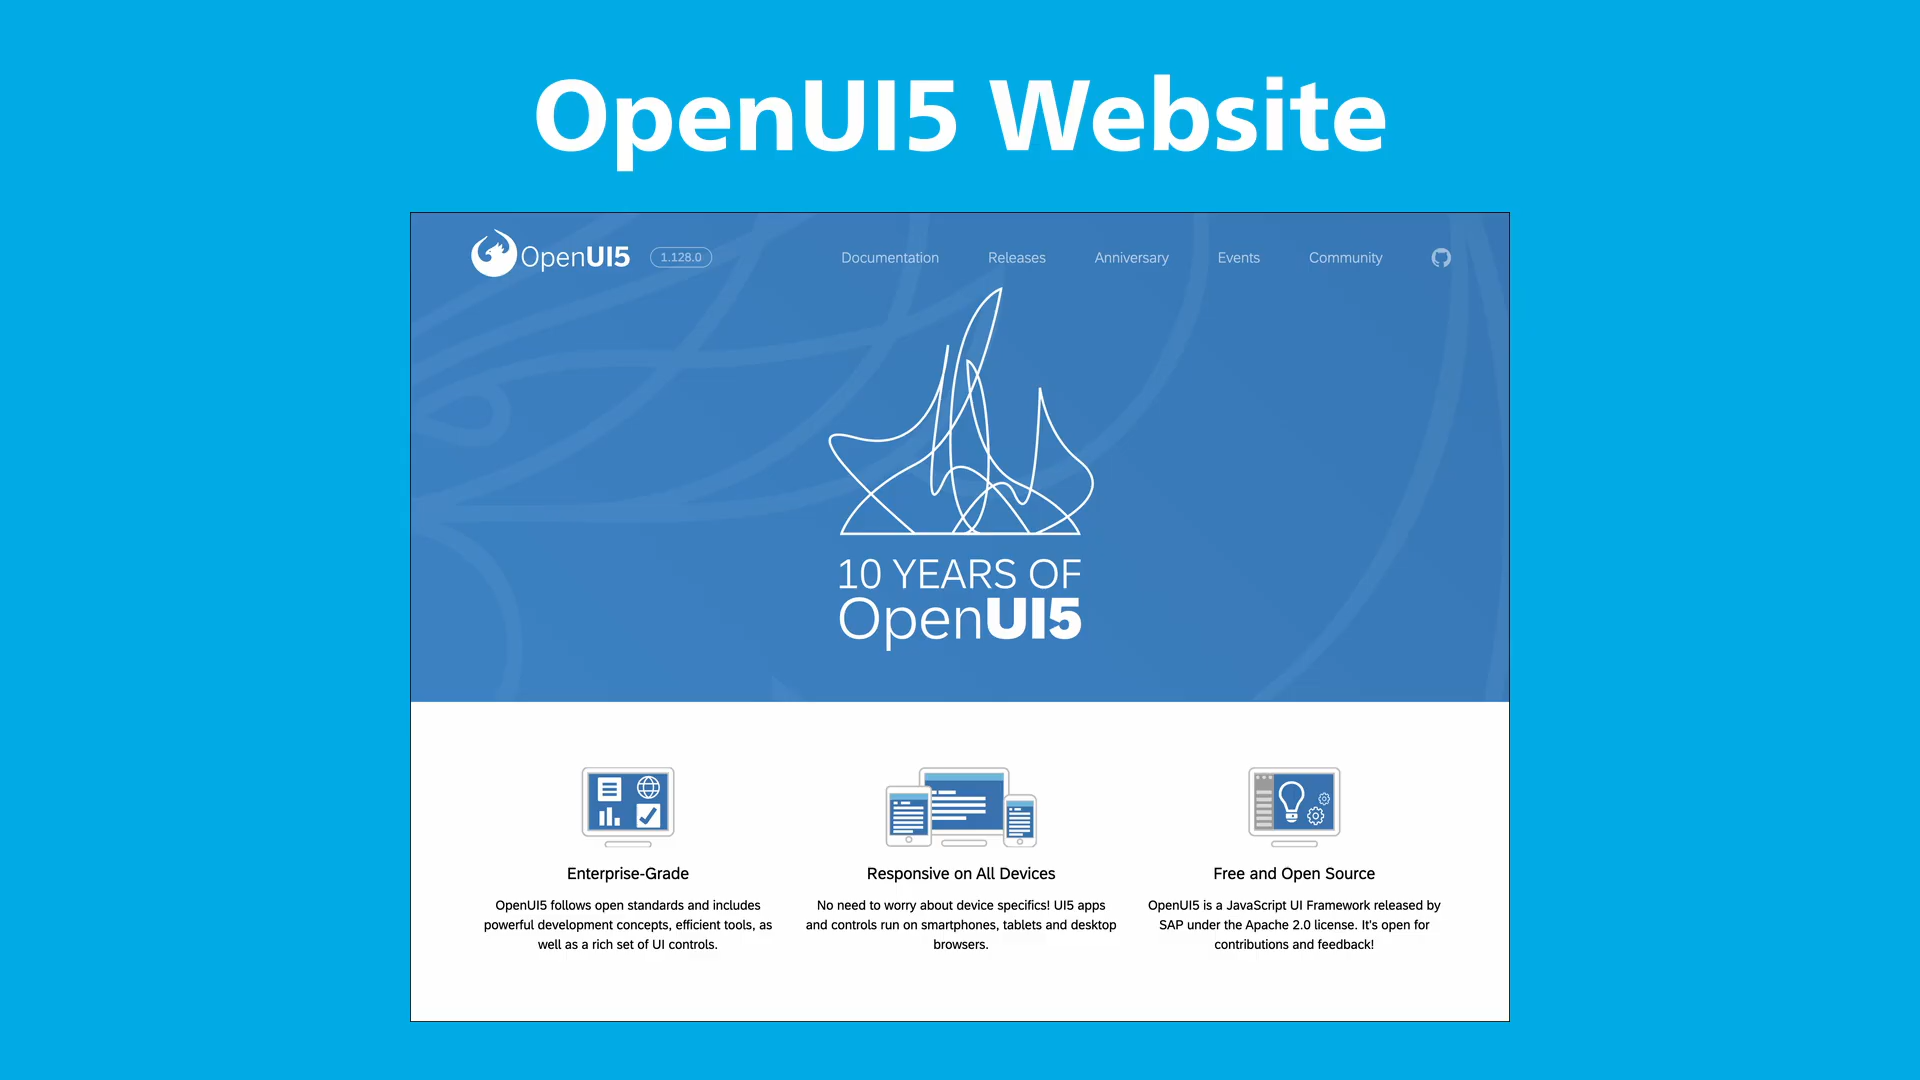 OpenUI5 Website
OpenUI5 1.128.0 Documentation Releases Anniversary Events Community
10 YEARS OF
OpenUI5
Enterprise-Grade
OpenUI5 follows open standards and includes
powerful development concepts, efficient tools, as
well as a rich set of UI controls.
Responsive on All Devices
No need to worry about device specifics! UI5 apps
and controls run on smartphones, tablets and desktop
browsers.
Free and Open Source
OpenUI5 is a JavaScript UI Framework released by
SAP under the Apache 2.0 license. It's open for
contributions and feedback!